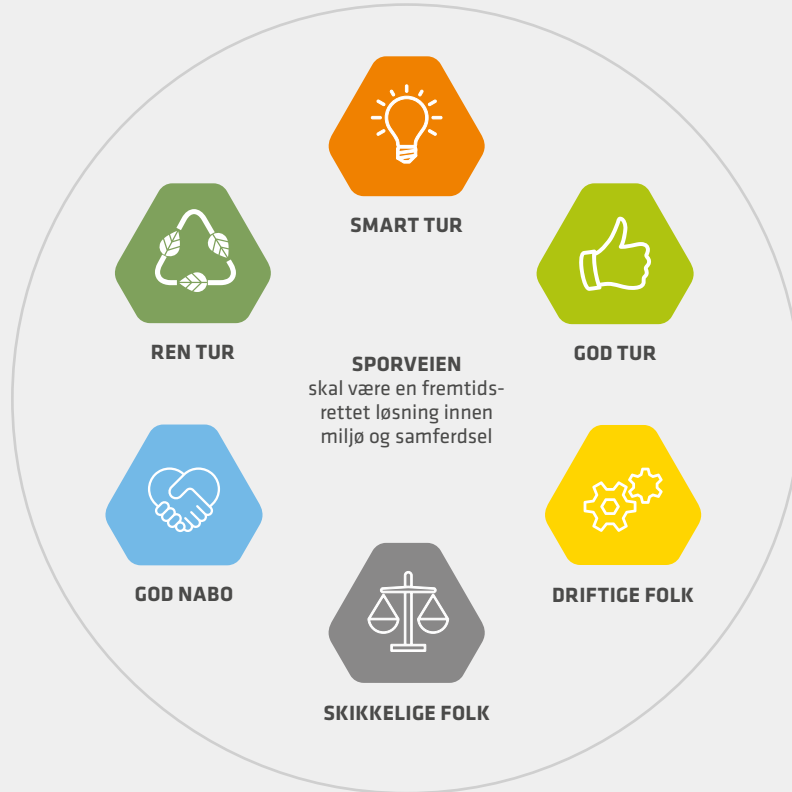 SMART TUR
REN TUR
GOD TUR
SPORVEIEN
skal være en fremtids-
rettet løsning innen
miljø og samferdsel
GOD NABO
DRIFTIGE FOLK
SKIKKELIGE FOLK